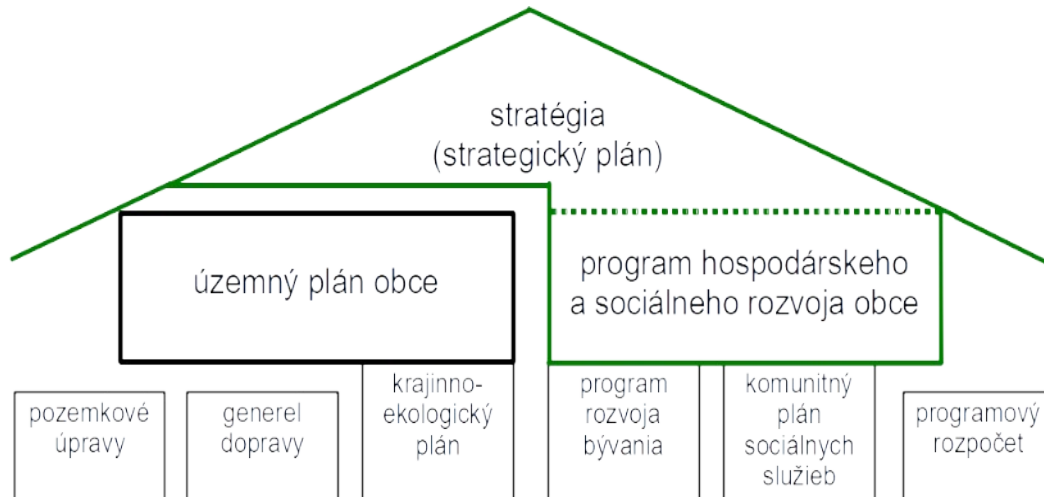 stratégia
(strategický plán)
územný plán obce
program hospodárskeho
a sociálneho rozvoja obce
pozemkové
úpravy
generel
dopravy
krajinno-
ekologický
plán
program
rozvoja
bývania
komunitný
plán
sociálnych
služieb
programový
rozpočet